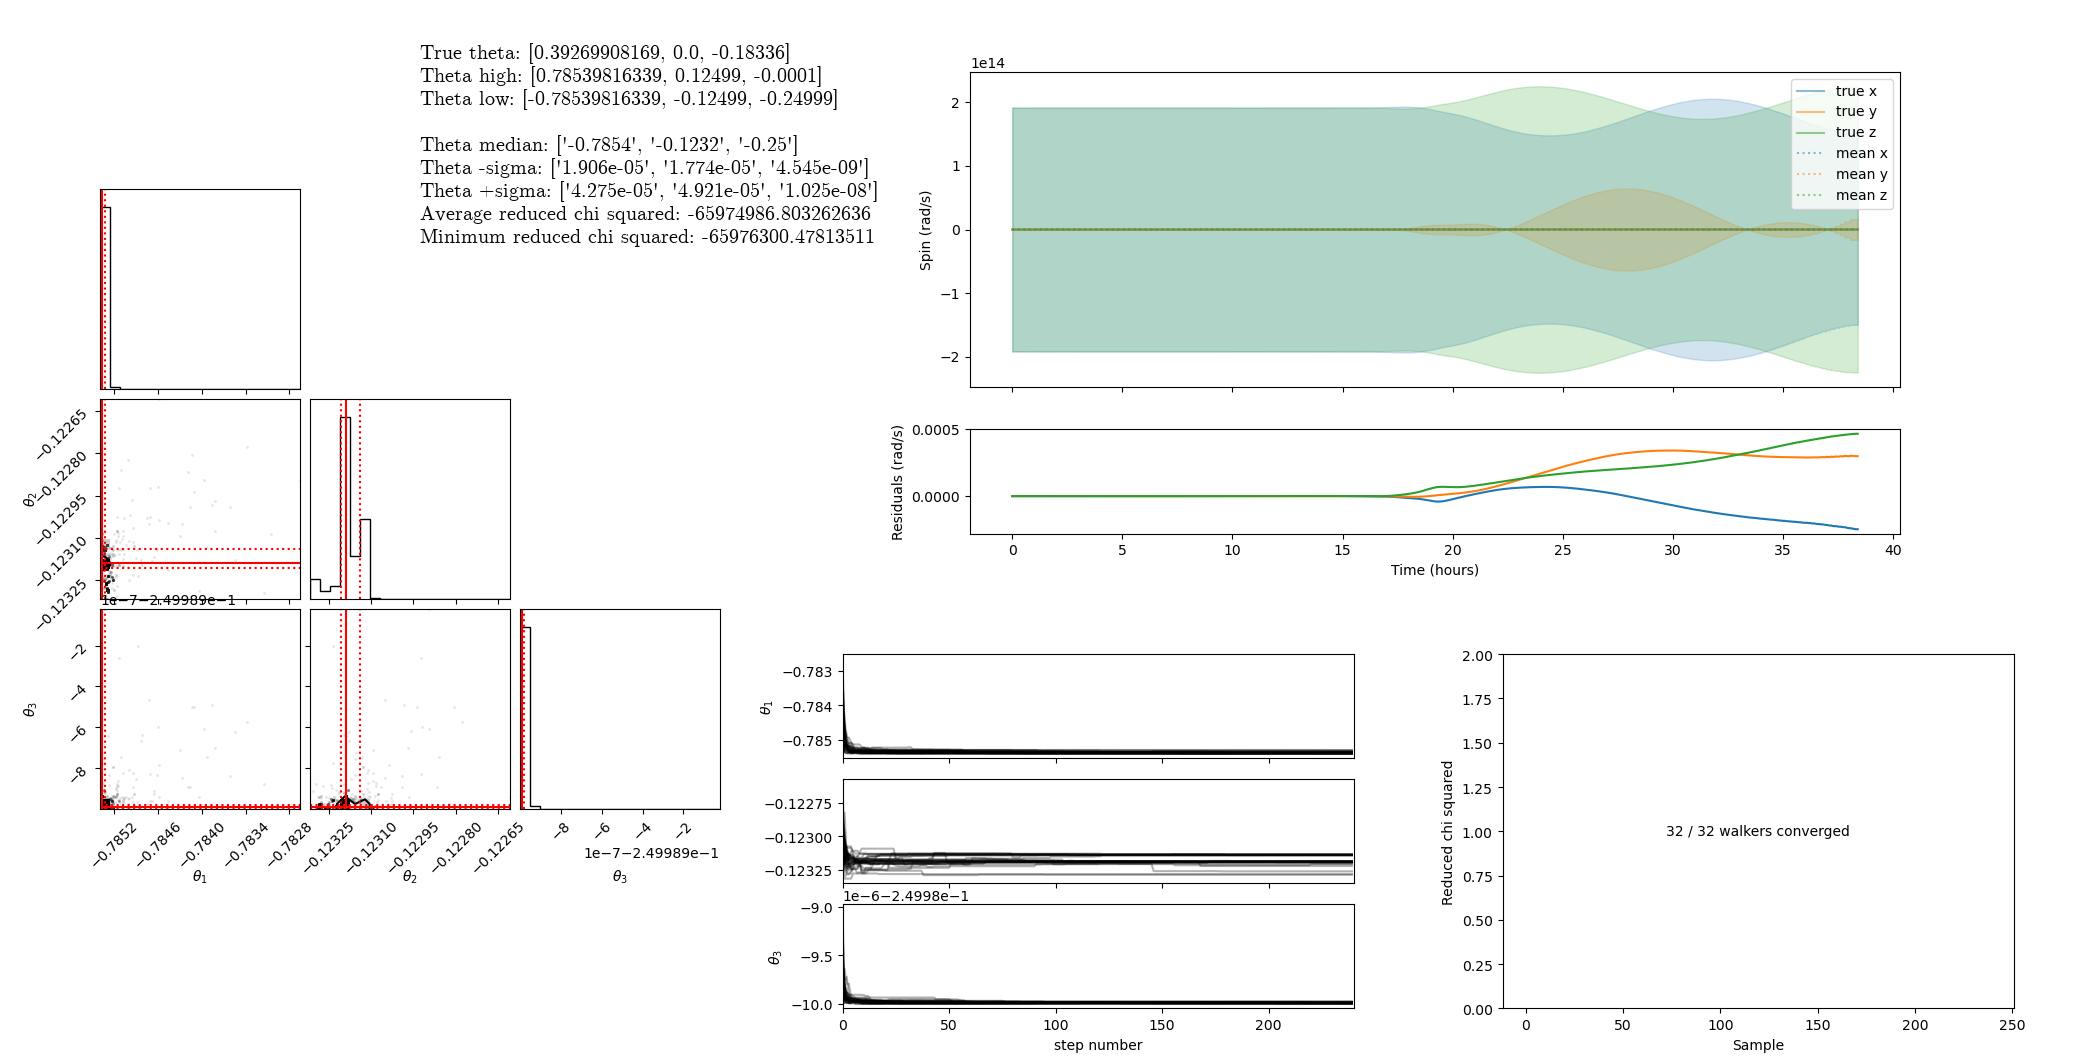 True theta: [0.39269908169, 0.0, -0.18336]
Theta high: [0.78539816339, 0.12499, -0.0001]
Theta low: [-0.78539816339, -0.12499, -0.24999]
Theta median: ['-0.7854', '-0.1232', '-0.25']
Theta -sigma: ['1.906e-05', '1.774e-05', '4.545e-09']
Theta +sigma: ['4.275e-05', '4.921e-05', '1.025e-08']
Average reduced chi squared: -65974986.803262636
Minimum reduced chi squared: -65976300.47813511
1e14
2
1
0
−1
−2
Spin (rad/s)
true x
true y
true z
mean x
mean y
mean z
0.0005
0.0000
Residuals (rad/s)
0 5 10 15 20 25 30 35 40
Time (hours)
−0.12265
−0.12280
−0.12295
−0.12310
−0.12325
θ2
1e−7−2.49989e−1
−2
−4
−6
−8
θ3
−0.7852 −0.7846 −0.7840 −0.7834 −0.7828
θ1
−0.12325 −0.12310 −0.12295 −0.12280 −0.12265
θ2
−8 −6 −4 −2
1e−7−2.49989e−1
θ3
−0.783
−0.784
−0.785
θ1
−0.12275
−0.12300
−0.12325
1e−6−2.4998e−1
−9.0
−9.5
−10.0
θ3
0 50 100 150 200
step number
2.00
1.75
1.50
1.25
1.00
0.75
0.50
0.25
0.00
Reduced chi squared
32 / 32 walkers converged
0 50 100 150 200 250
Sample